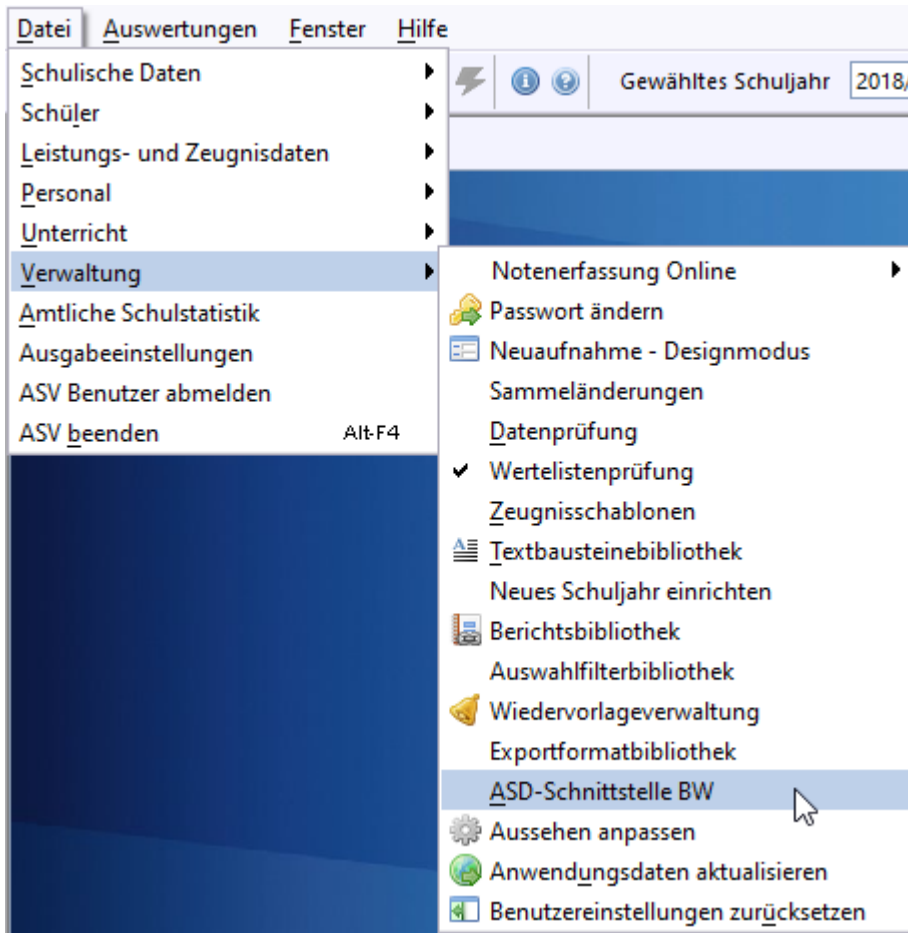 Datei Auswertungen Fenster Hilfe
Gewähltes Schuljahr 2018/
Schulische Daten
Schüler
Leistungs- und Zeugnisdaten
Personal
Unterricht
Verwaltung
Amtliche Schulstatistik
Ausgabeeinstellungen
ASV Benutzer abmelden
ASV beenden Alt-F4
Notenerfassung Online
Passwort ändern
Neuaufnahme - Designmodus
Sammeländerungen
Datenprüfung
Wertelistenprüfung
Zeugnisschablonen
Textbausteinebibliothek
Neues Schuljahr einrichten
Berichtsbibliothek
Auswahlfilterbibliothek
Wiedervorlageverwaltung
Exportformatbibliothek
ASD-Schnittstelle BW
Aussehen anpassen
Anwendungsdaten aktualisieren
Benutzereinstellungen zurücksetzen